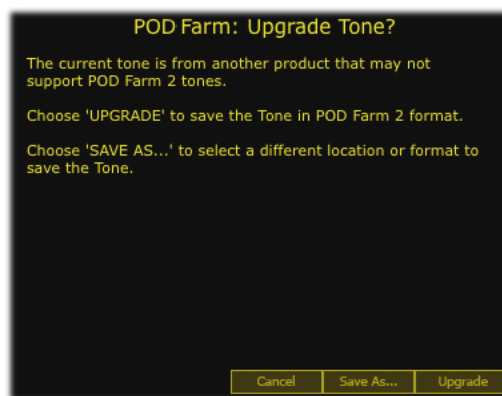 POD Farm: Upgrade Tone?
The current tone is from another product that may not
support POD Farm 2 tones.
Choose 'UPGRADE' to save the Tone in POD Farm 2 format.
Choose 'SAVE AS...' to select a different location or format to
save the Tone.
Cancel
Save As...
Upgrade